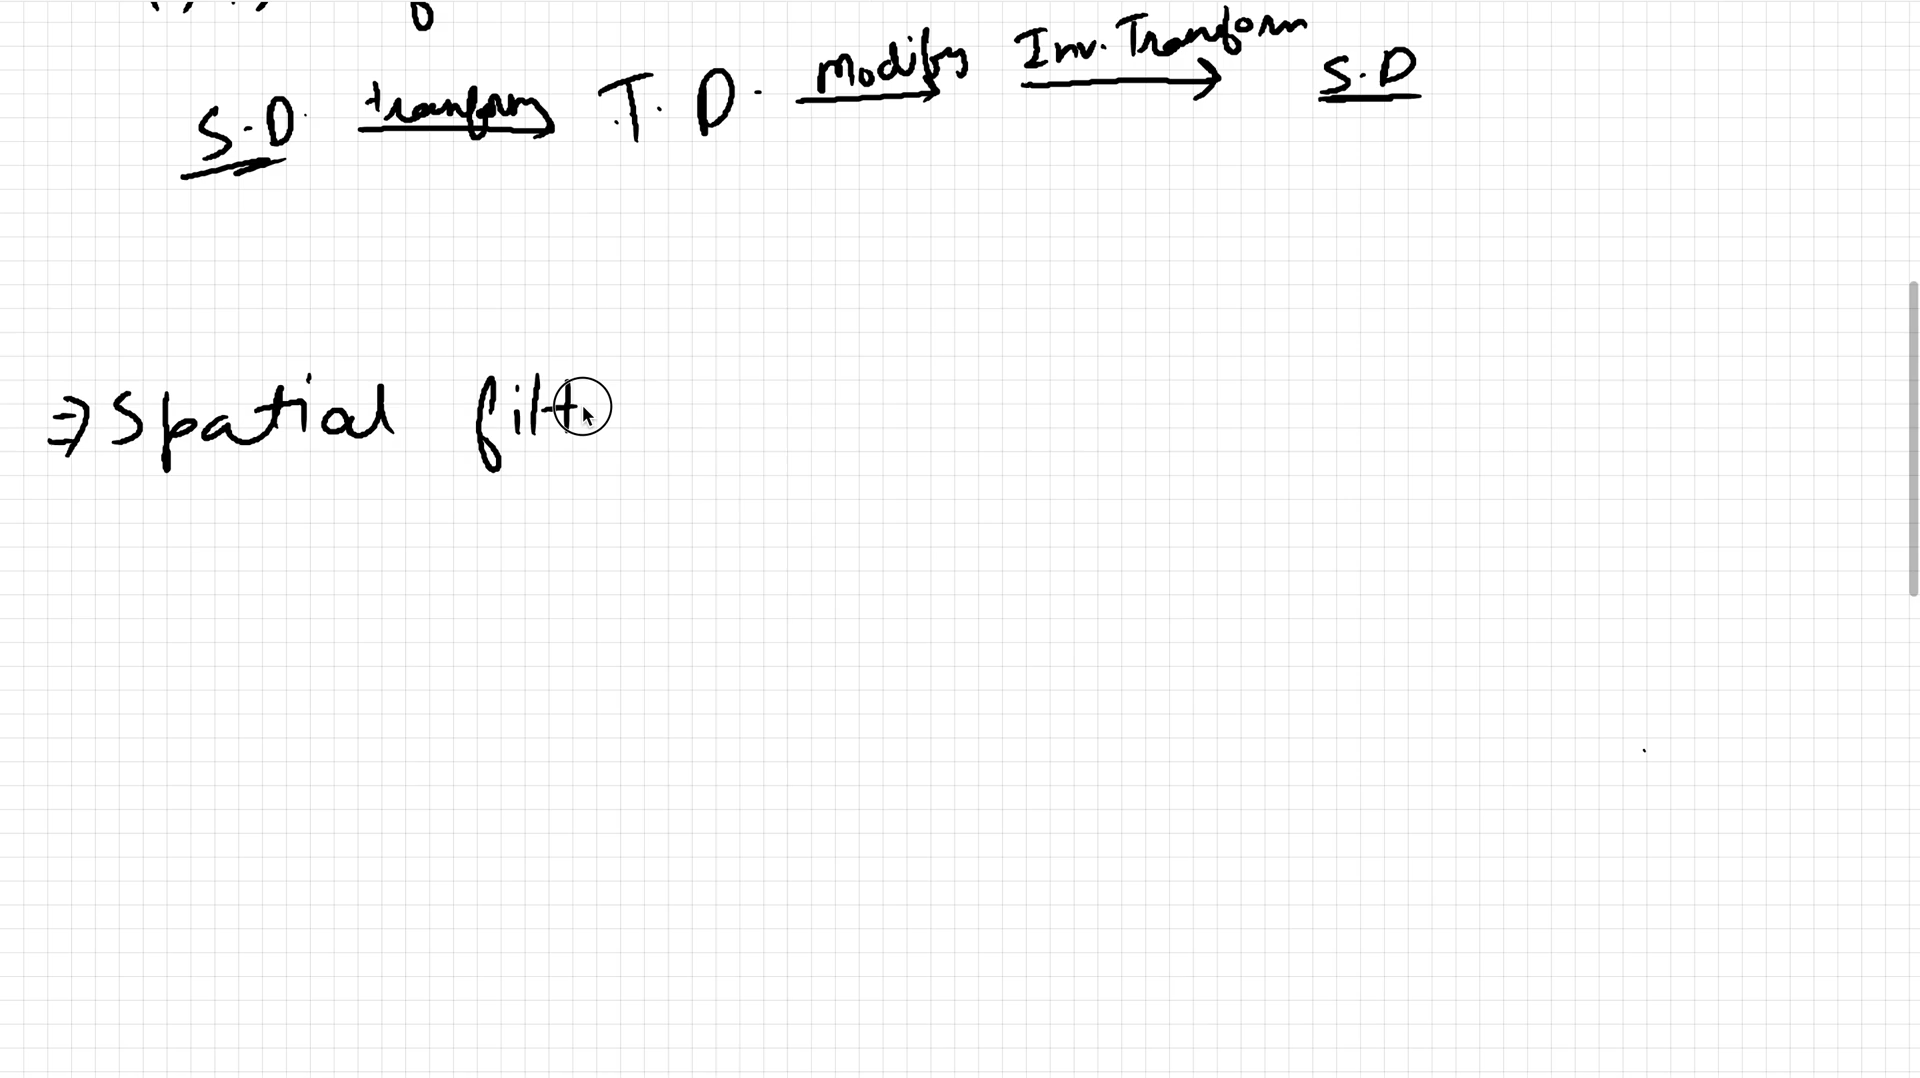 S.D. transform T.D. Modify Inv. Transform S.D
⇒ Spatial filt